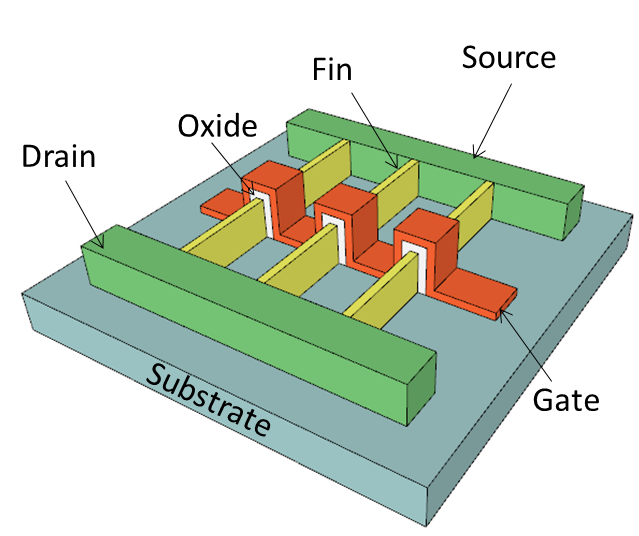 Source
Fin
Oxide
Drain
Substrate
Gate